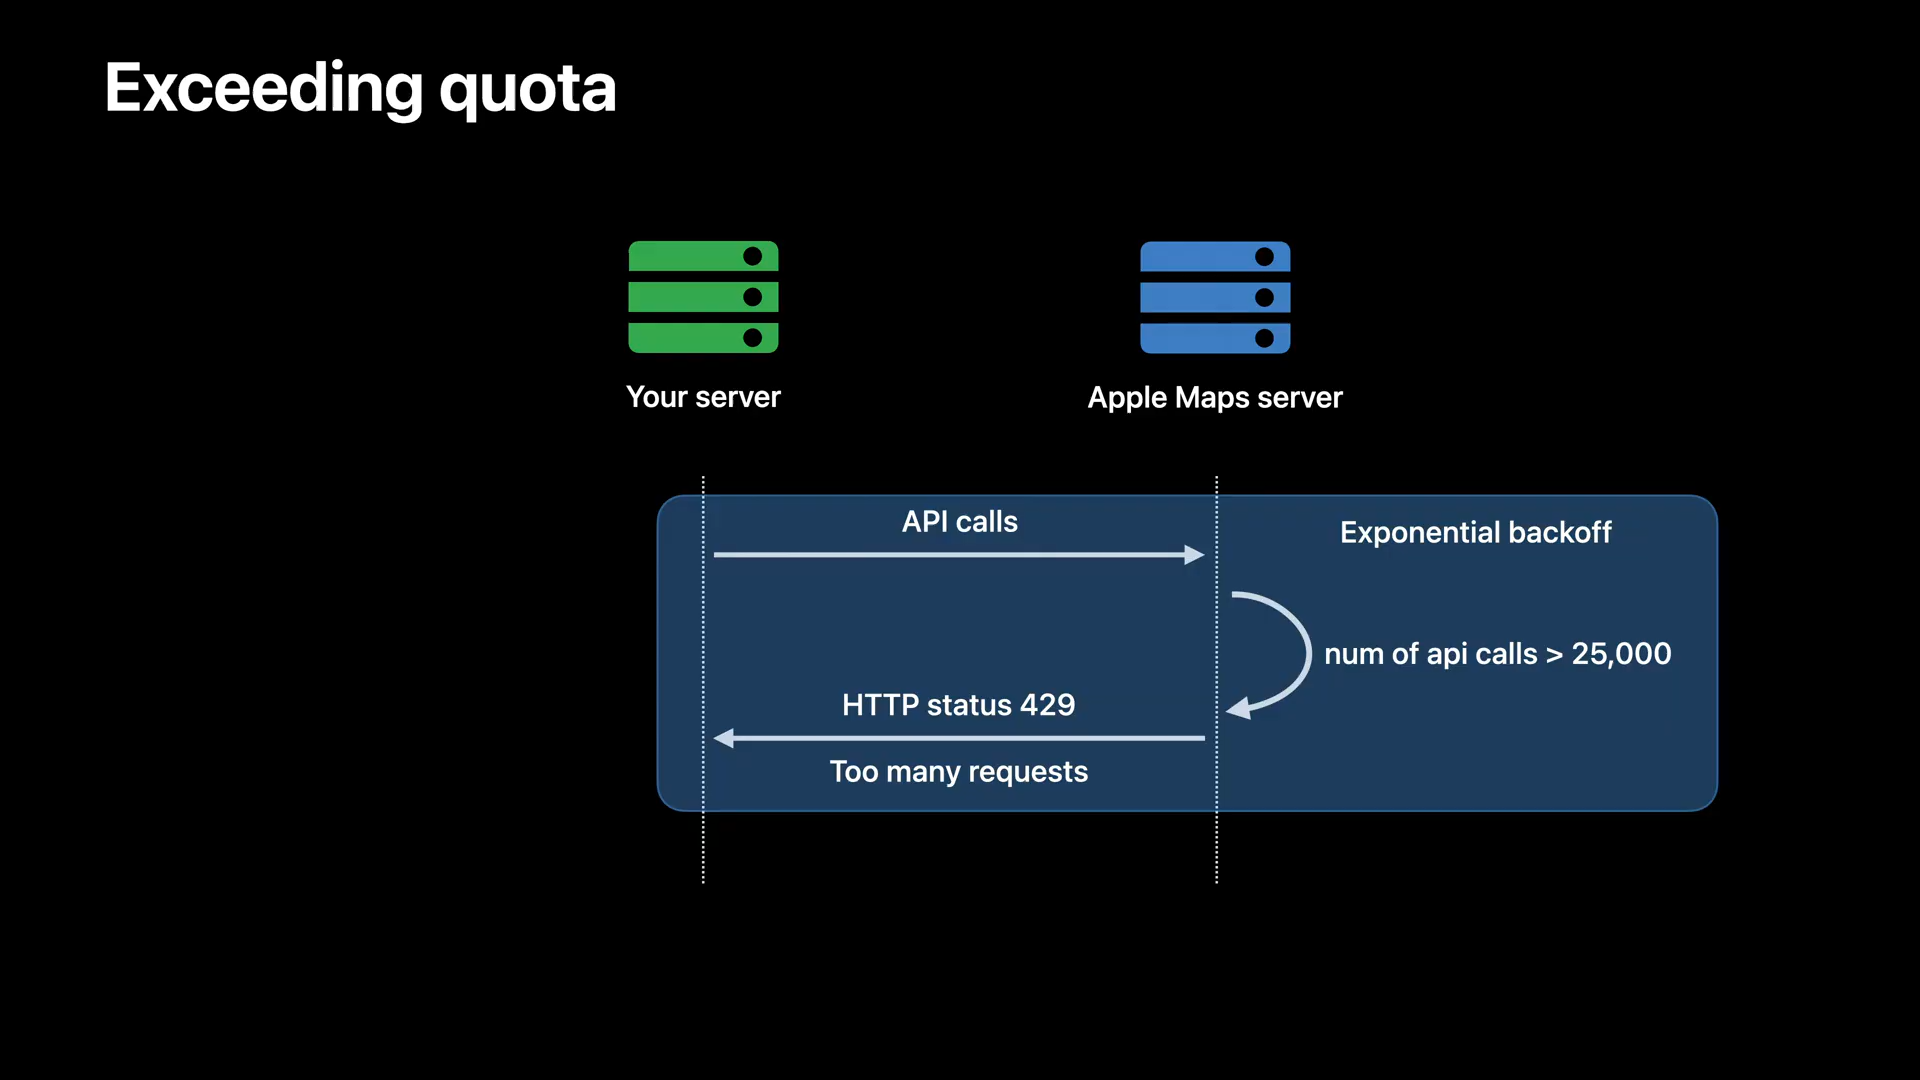 Exceeding quota
Your server
Apple Maps server
API calls
Exponential backoff
num of api calls > 25,000
HTTP status 429
Too many requests